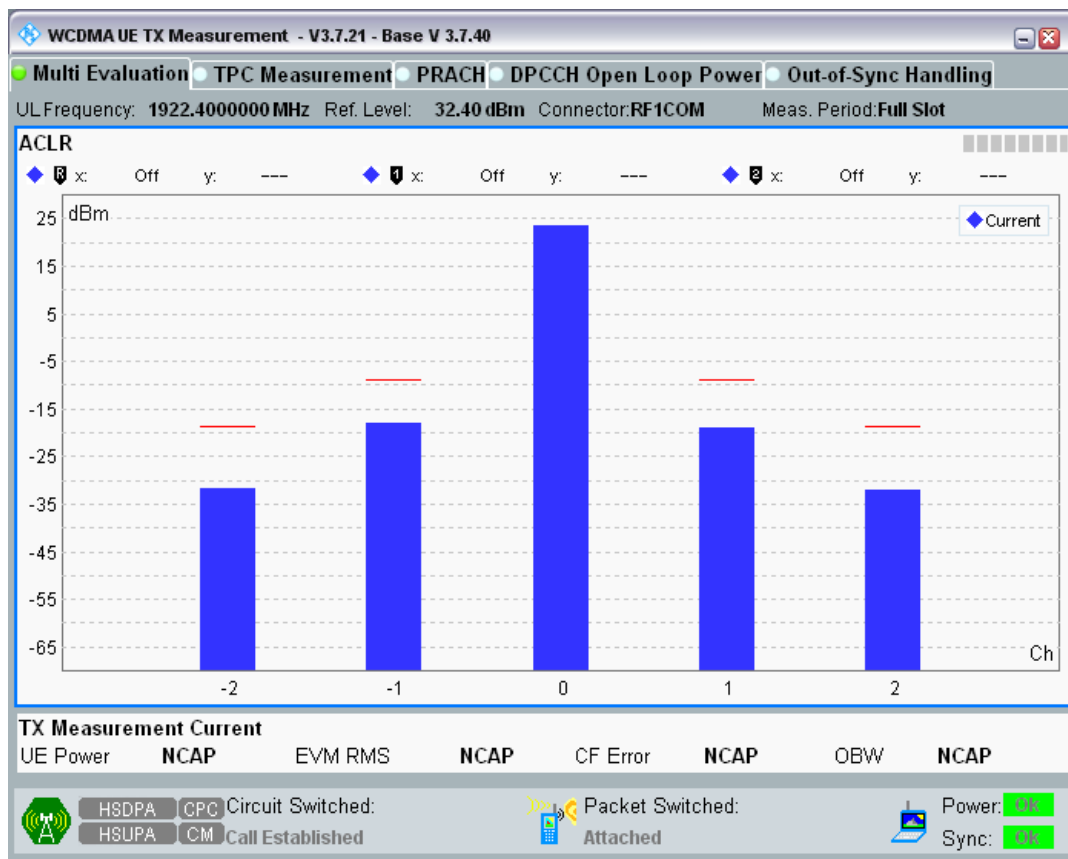 WCDMA UE TX Measurement - V3.7.21 - Base V 3.7.40
Multi Evaluation TPC Measurement PRACH DPCCH Open Loop Power Out-of-Sync Handling
UL Frequency: 1922.4000000 MHz Ref. Level: 32.40 dBm Connector:RF1COM Meas. Period:Full Slot
ACLR
R x: Off y: --- 1 x: Off y: --- 2 x: Off y: ---
dBm
Current
25
15
5
-5
-15
-25
-35
-45
-55
-65
Ch
-2 -1 0 1 2
TX Measurement Current
UE Power NCAP EVM RMS NCAP CF Error NCAP OBW NCAP
HSDPA CPC Circuit Switched: Packet Switched: Power: Ok
HSUPA CM Call Established Attached Sync: Ok